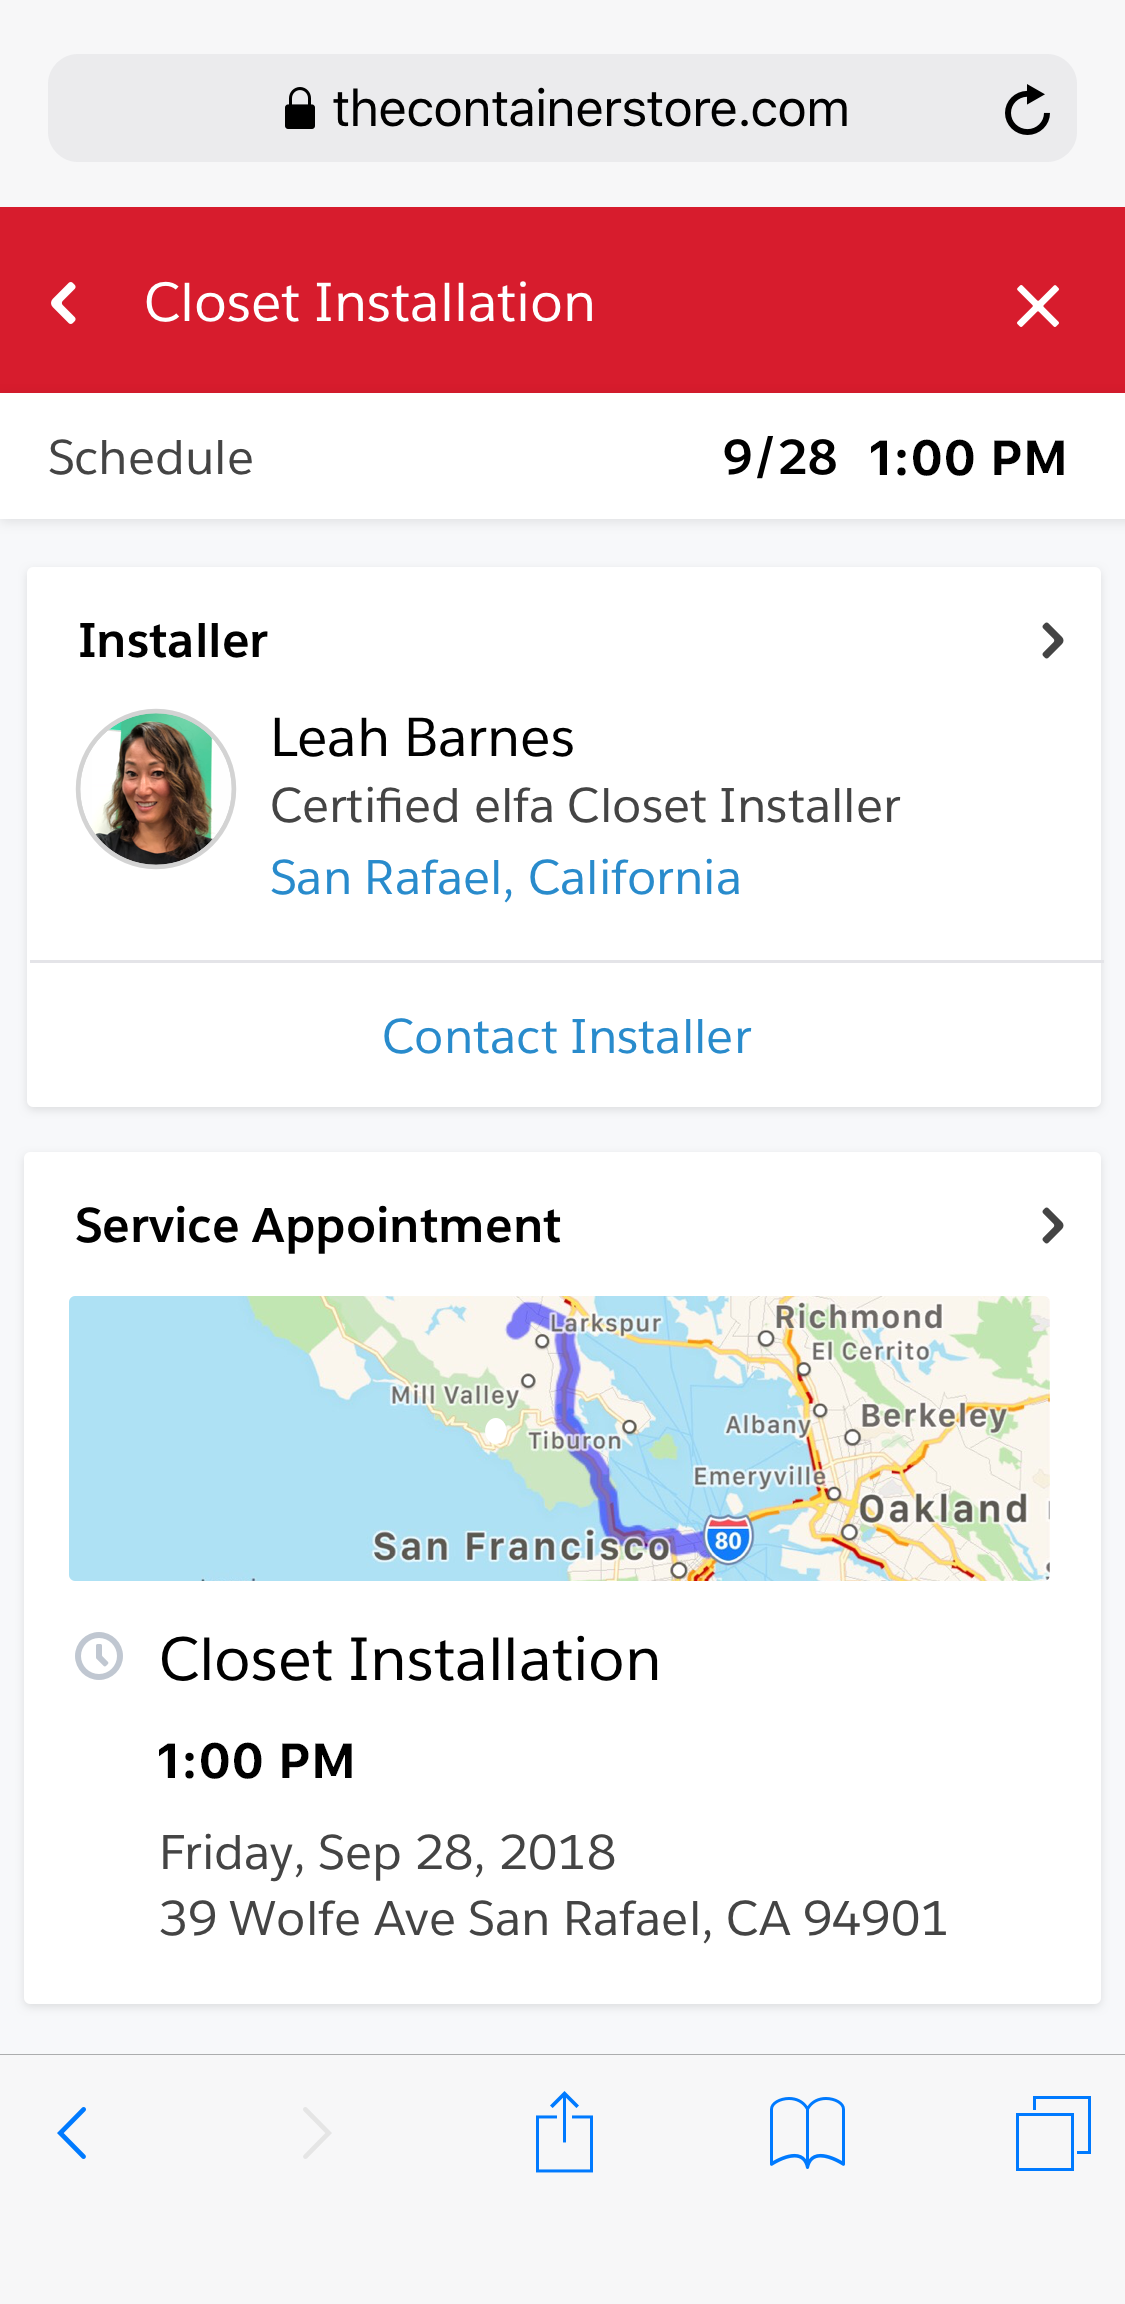 thecontainerstore.com
Closet Installation
Schedule 9/28 1:00 PM
Installer
Leah Barnes
Certified elfa Closet Installer
San Rafael, California
Contact Installer
Service Appointment
Larkspur
Richmond
El Cerrito
Mill Valley
Albany
Berkeley
Tiburon
Emeryville
Oakland
San Francisco
80
Closet Installation
1:00 PM
Friday, Sep 28, 2018
39 Wolfe Ave San Rafael, CA 94901